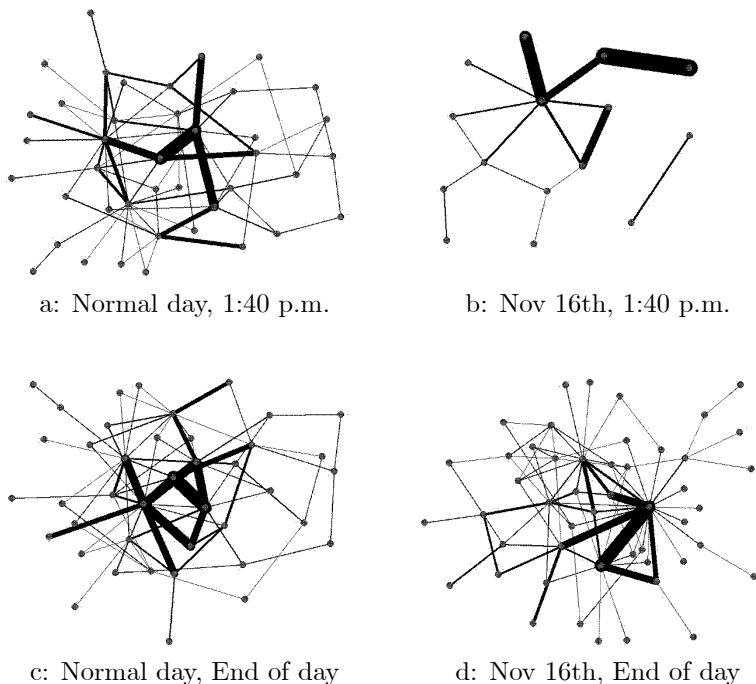 a: Normal day, 1:40 p.m.
b: Nov 16th, 1:40 p.m.
c: Normal day, End of day
d: Nov 16th, End of day